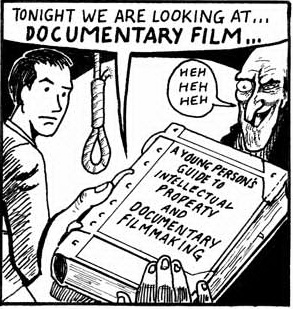 TONIGHT WE ARE LOOKING AT...
DOCUMENTARY FILM...
HEH
HEH
HEH
A YOUNG PERSON'S
GUIDE TO
INTELLECTUAL
PROPERTY
AND
DOCUMENTARY
FILMMAKING